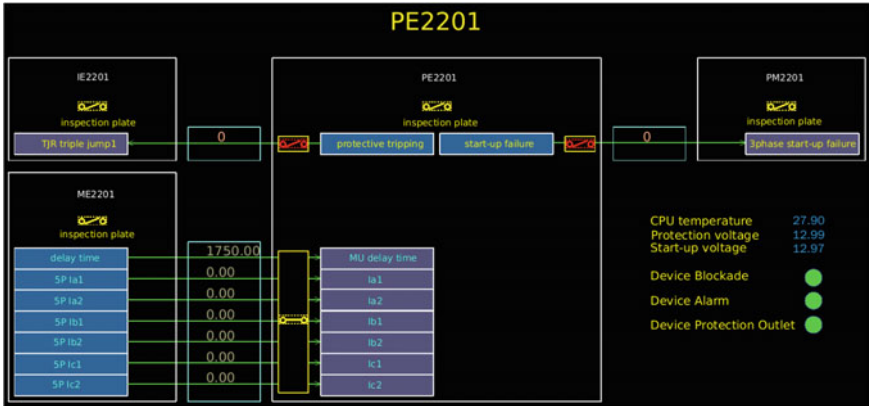 PE2201
IE2201
inspection plate
TJR triple jump1
0
PE2201
inspection plate
protective tripping
start-up failure
0
PM2201
inspection plate
3phase start-up failure
ME2201
inspection plate
delay time
1750.00
MU delay time
5P Ia1
0.00
Ia1
5P Ia2
0.00
Ia2
5P Ib1
0.00
Ib1
5P Ib2
0.00
Ib2
5P Ic1
0.00
Ic1
5P Ic2
0.00
Ic2
CPU temperature 27.90
Protection voltage 12.99
Start-up voltage 12.97
Device Blockade
Device Alarm
Device Protection Outlet